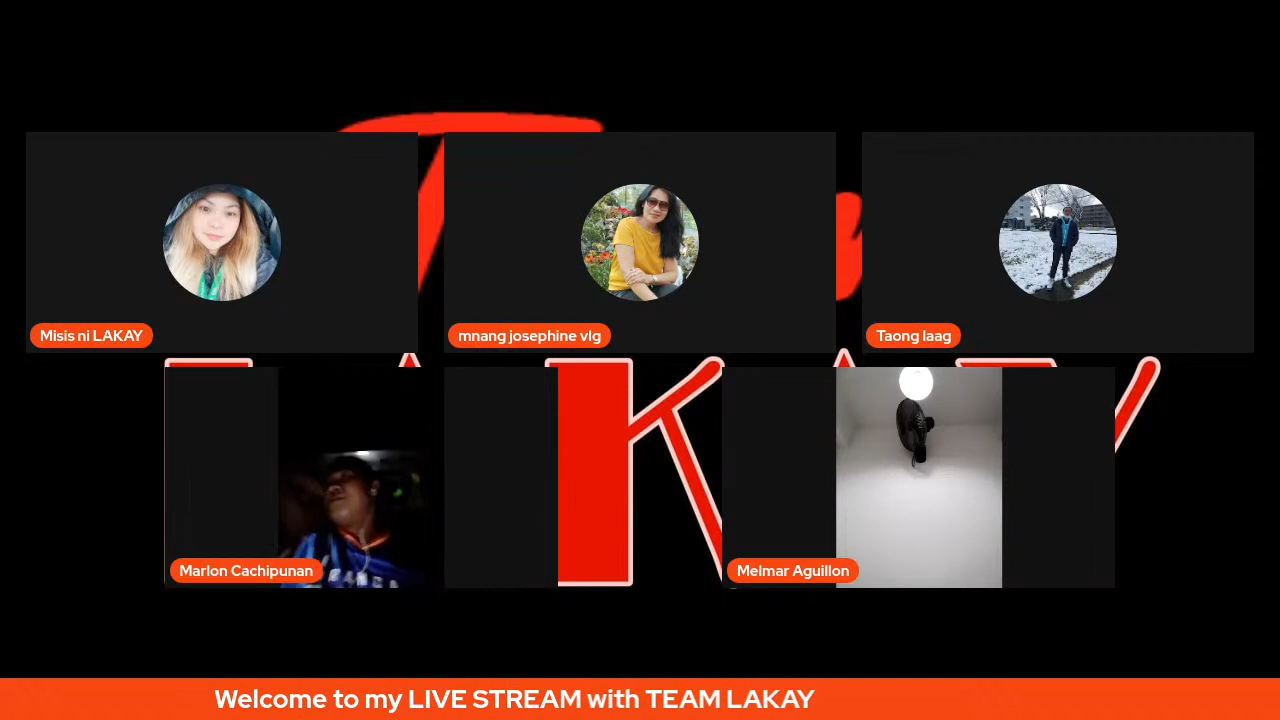 Misis ni LAKAY
mnang josephine vlg
Taong laag
Marlon Cachipunan
Melmar Aguillon
Welcome to my LIVE STREAM with TEAM LAKAY